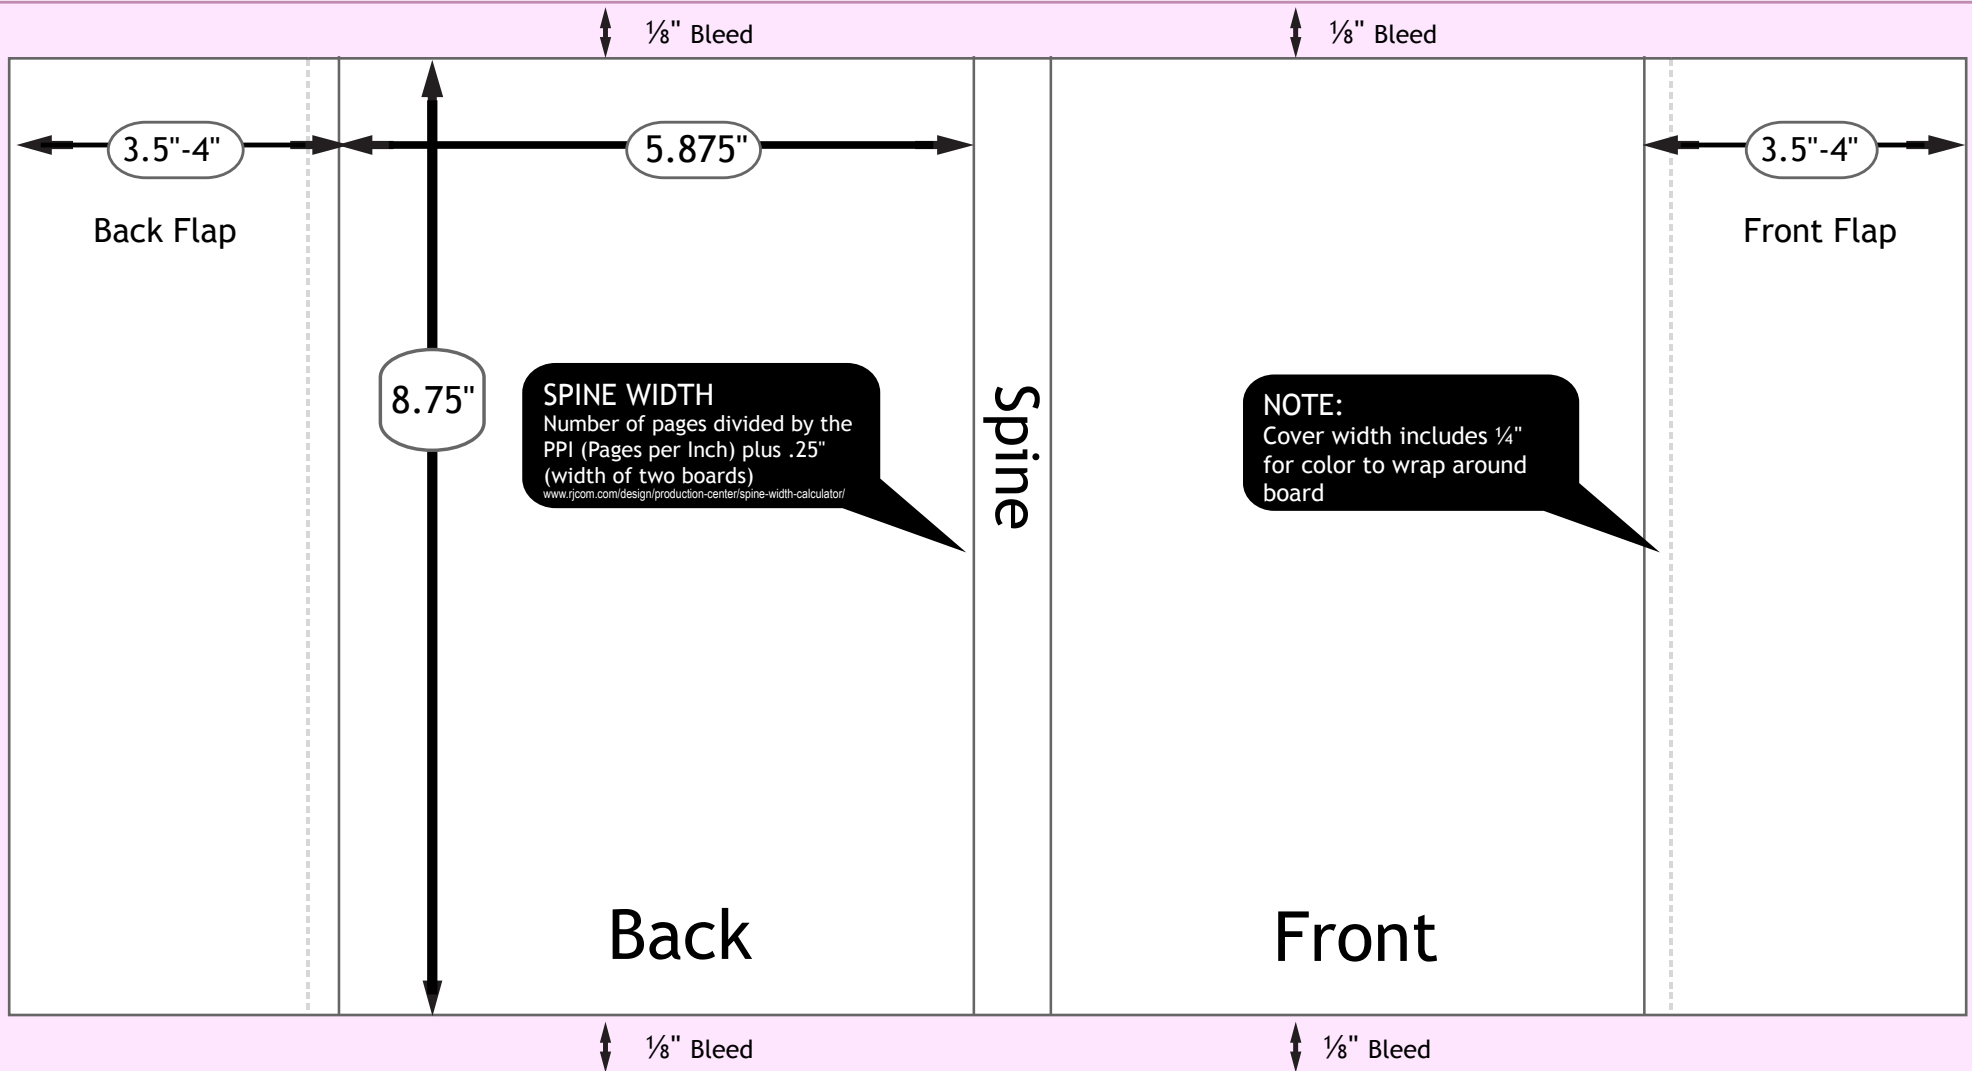 ⅛" Bleed
⅛" Bleed
3.5"-4"
5.875"
3.5"-4"
Back Flap
Front Flap
8.75"
SPINE WIDTH
Number of pages divided by the
PPI (Pages per Inch) plus .25"
(width of two boards)
www.rjcom.com/design/production-center/spine-width-calculator/
Spine
NOTE:
Cover width includes ¼"
for color to wrap around
board
Back
Front
⅛" Bleed
⅛" Bleed